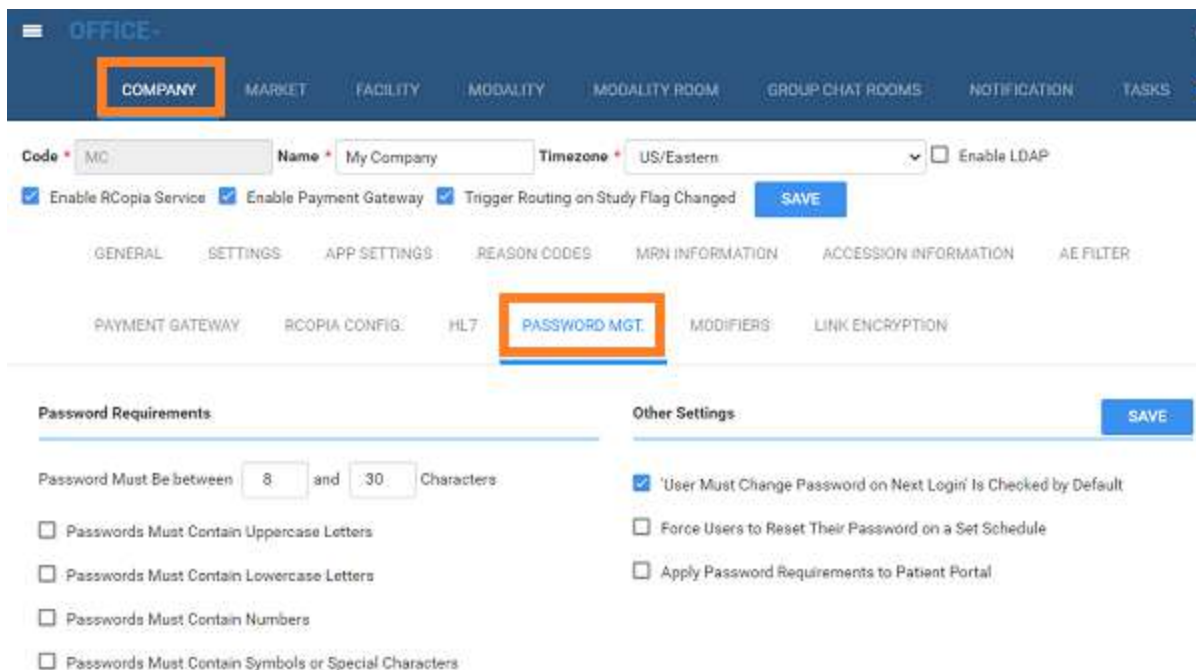 OFFICE-
COMPANY MARKET FACILITY MODALITY MODALITY ROOM GROUP CHAT ROOMS NOTIFICATION TASKS
Code * MC Name * My Company Timezone * US/Eastern Enable LDAP
Enable RCopia Service Enable Payment Gateway Trigger Routing on Study Flag Changed SAVE
GENERAL SETTINGS APP SETTINGS REASON CODES MRN INFORMATION ACCESSION INFORMATION AE FILTER
PAYMENT GATEWAY RCOPIA CONFIG. HL7 PASSWORD MGT. MODIFIERS LINK ENCRYPTION
Password Requirements
Password Must Be between 8 and 30 Characters
Passwords Must Contain Uppercase Letters
Passwords Must Contain Lowercase Letters
Passwords Must Contain Numbers
Passwords Must Contain Symbols or Special Characters
Other Settings SAVE
'User Must Change Password on Next Login' Is Checked by Default
Force Users to Reset Their Password on a Set Schedule
Apply Password Requirements to Patient Portal